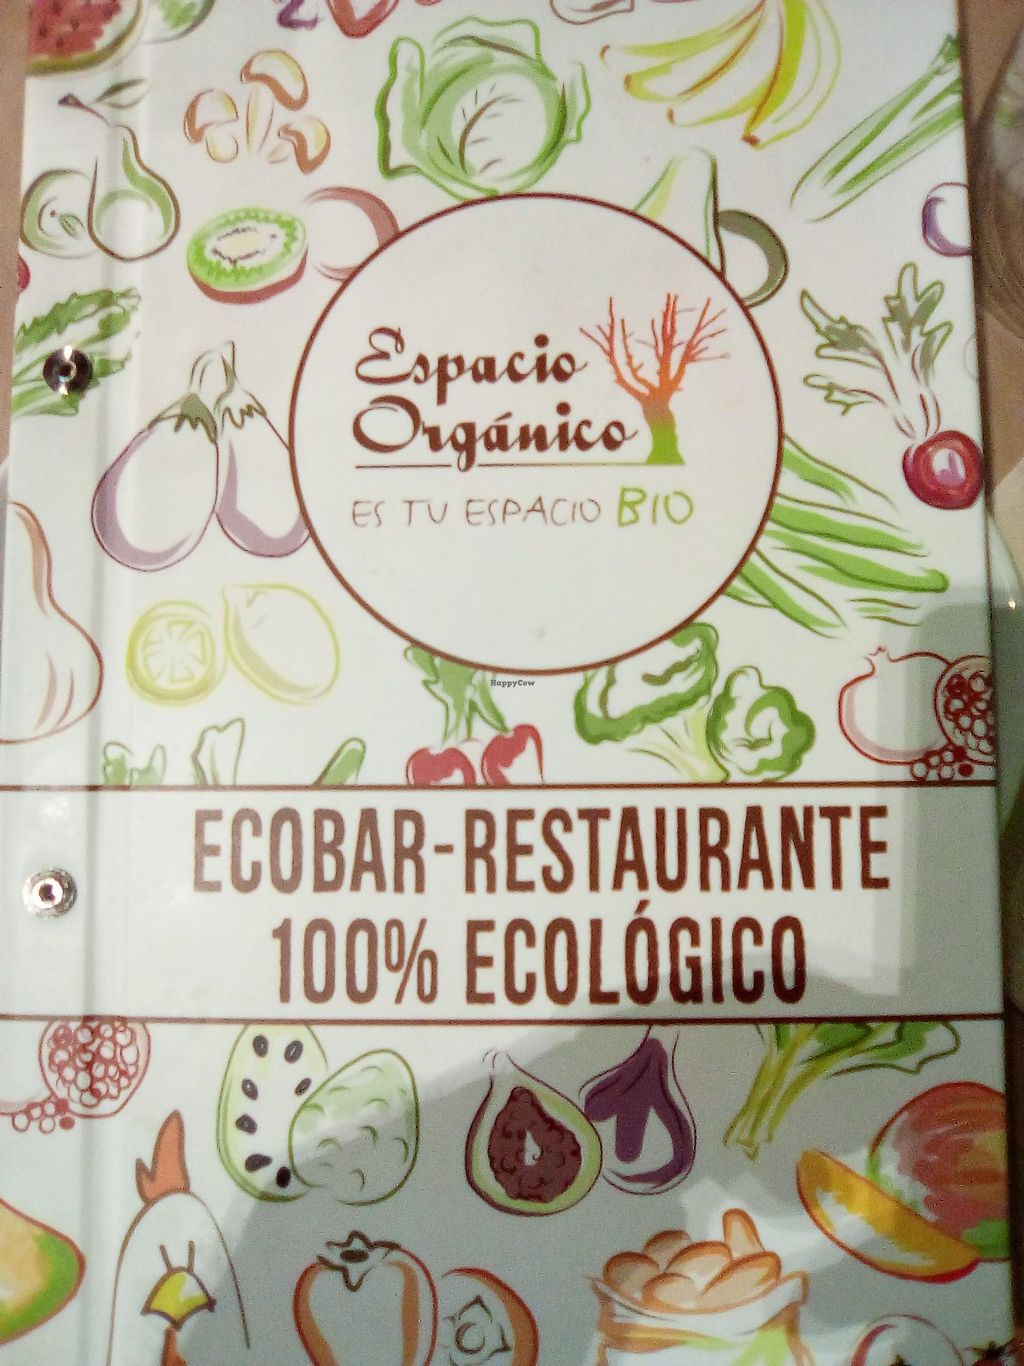 Espacio
Orgánico
ES TU ESPACIO BIO
HappyCow
ECOBAR-RESTAURANTE
100% ECOLÓGICO